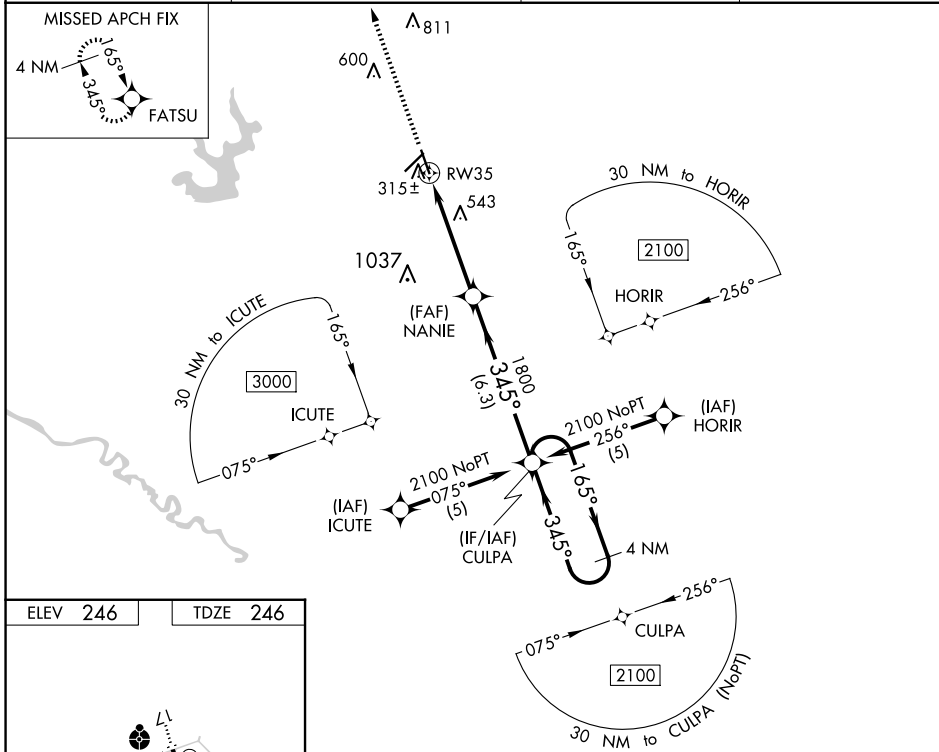 MISSED APCH FIX
4 NM
165°
345°
FATSU
811
600
315±
RW35
543
1037
(FAF)
NANIE
30 NM to HORIR
165°
2100
HORIR
256°
30 NM to ICUTE
165°
3000
ICUTE
075°
1800
345°
(6.3)
2100 NoPT
256°
(5)
(IAF)
HORIR
2100 NoPT
075°
(5)
(IAF)
ICUTE
(IF/IAF)
CULPA
165°
345°
4 NM
256°
075°
CULPA
2100
30 NM to CULPA (NoPT)
ELEV 246
TDZE 246
17